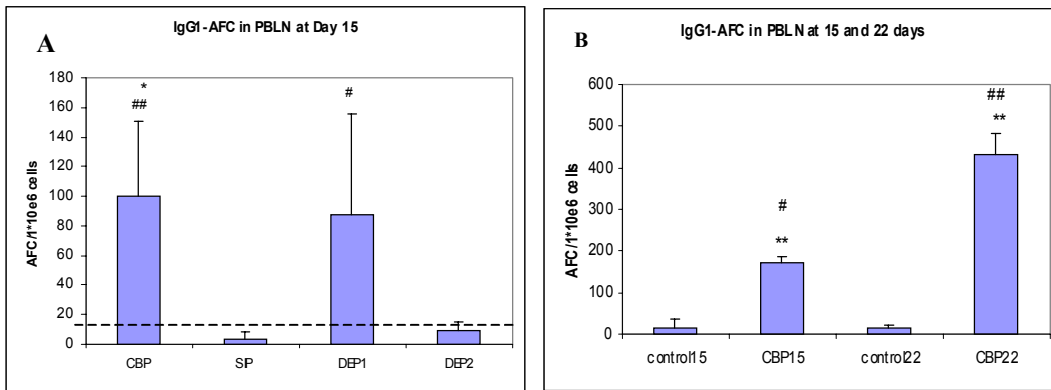 A
IgG1-AFC in PBLN at Day 15
AFC/1*10e6 cells
180
160
140
120
100
80
60
40
20
0
*
##
#
CBP
SIP
DEP1
DEP2
B
IgG1-AFC in PBLN at 15 and 22 days
AFC/1*10e6 cells
600
500
400
300
200
100
0
#
**
##
**
control15
CBP15
control22
CBP22